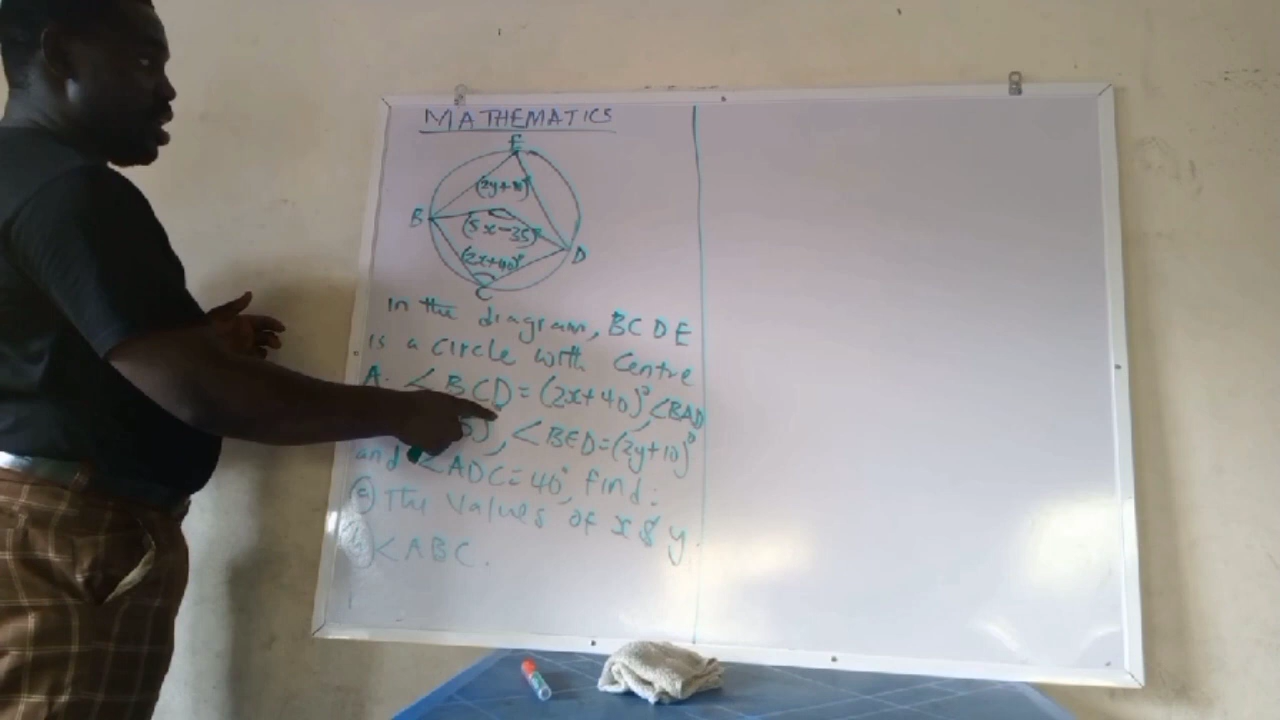 MATHEMATICS
E
(2y+10)°
B
(5x-35)°
(2x+40)°
D
C
In the diagram, BCDE
is a circle with Centre
A. ∠BCD=(2x+40)°, ∠BAD
∠BED=(2y+10)°
and ∠ADC=40°, find:
The values of x & y.
∠ABC.